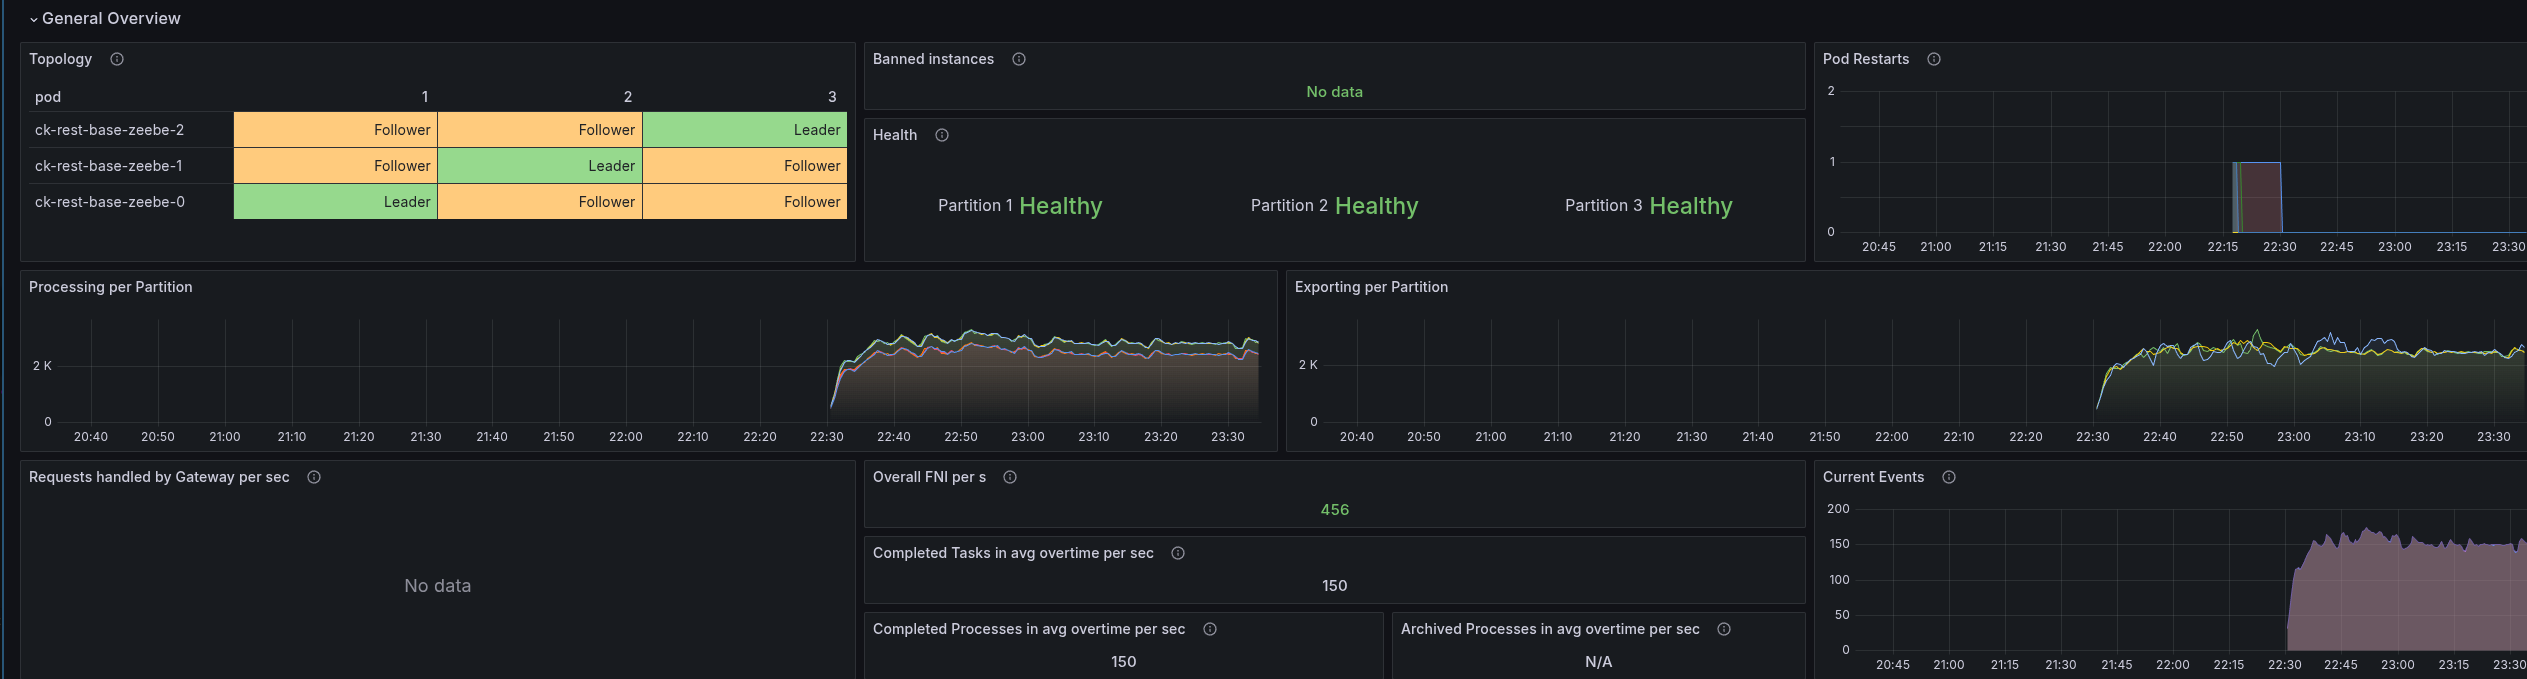 General Overview
Topology
pod 1 2 3
ck-rest-base-zeebe-2 Follower Follower Leader
ck-rest-base-zeebe-1 Follower Leader Follower
ck-rest-base-zeebe-0 Leader Follower Follower
Banned instances
No data
Health
Partition 1 Healthy Partition 2 Healthy Partition 3 Healthy
Pod Restarts
2
1
0
20:45 21:00 21:15 21:30 21:45 22:00 22:15 22:30 22:45 23:00 23:15 23:30
Processing per Partition
2 K
0
20:40 20:50 21:00 21:10 21:20 21:30 21:40 21:50 22:00 22:10 22:20 22:30 22:40 22:50 23:00 23:10 23:20 23:30
Exporting per Partition
2 K
0
20:40 20:50 21:00 21:10 21:20 21:30 21:40 21:50 22:00 22:10 22:20 22:30 22:40 22:50 23:00 23:10 23:20 23:30
Requests handled by Gateway per sec
No data
Overall FNI per s
456
Completed Tasks in avg overtime per sec
150
Completed Processes in avg overtime per sec
150
Archived Processes in avg overtime per sec
N/A
Current Events
200
150
100
50
0
20:45 21:00 21:15 21:30 21:45 22:00 22:15 22:30 22:45 23:00 23:15 23:30